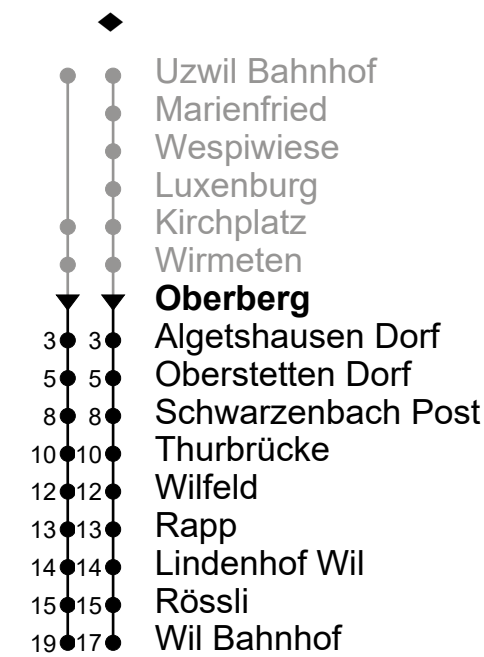 Uzwil Bahnhof
Marienfried
Wespiwiese
Luxenburg
Kirchplatz
Wirmeten
Oberberg
3 3 Algetshausen Dorf
5 5 Oberstetten Dorf
8 8 Schwarzenbach Post
10 10 Thurbrücke
12 12 Wilfeld
13 13 Rapp
14 14 Lindenhof Wil
15 15 Rössli
19 17 Wil Bahnhof